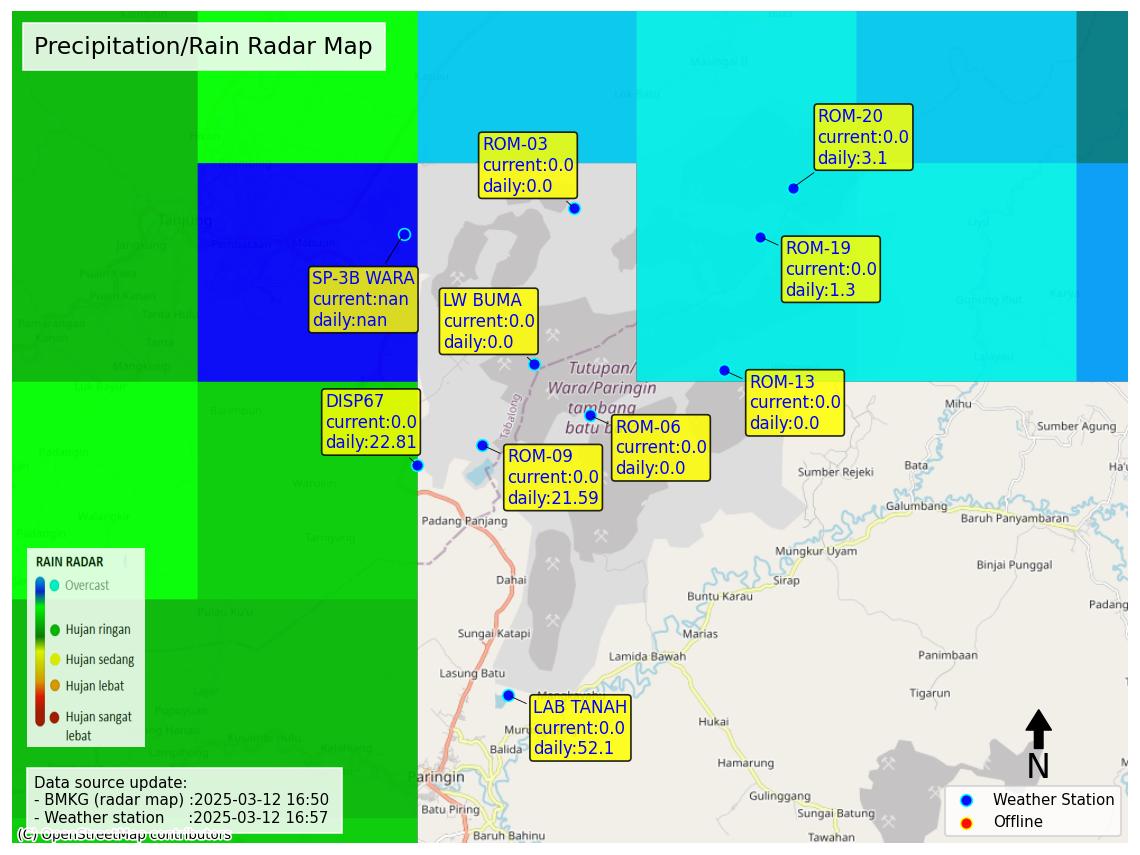 Precipitation/Rain Radar Map
ROM-20
current:0.0
daily:3.1
ROM-03
current:0.0
daily:0.0
Tanjung
ROM-19
current:0.0
daily:1.3
SP-3B WARA
current:nan
daily:nan
LW BUMA
current:0.0
daily:0.0
Tutupan/
Wara/Paringin
tambang
batu b
Tabalong
ROM-13
current:0.0
daily:0.0
DISP67
current:0.0
daily:22.81
ROM-06
current:0.0
daily:0.0
ROM-09
current:0.0
daily:21.59
Mihu
Sumber Agung
Sumber Rejeki
Bata
Ha'u
Galumbang
Baruh Panyambaran
Padang Panjang
Mungkur Uyam
Binjai Punggal
Dahai
Sirap
Buntu Karau
Padang
Sungai Katapi
Marias
Lamida Bawah
Panimbaan
Lasung Batu
Tigarun
LAB TANAH
current:0.0
daily:52.1
Hukai
Balida
Hamarung
Paringin
Gulinggang
Batu Piring
Sungai Batung
Baruh Bahinu
Tawahan
RAIN RADAR
Overcast
Hujan ringan
Hujan sedang
Hujan lebat
Hujan sangat
lebat
Data source update:
- BMKG (radar map) :2025-03-12 16:50
- Weather station :2025-03-12 16:57
(C) OpenStreetMap contributors
N
Weather Station
Offline